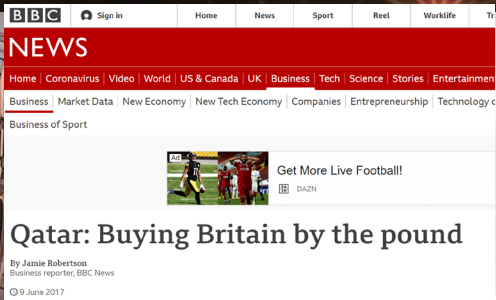 BBC Sign in Home News Sport Reel Worklife
NEWS
Home Coronavirus Video World US & Canada UK Business Tech Science Stories Entertainment
Business Market Data New Economy New Tech Economy Companies Entrepreneurship Technology
Business of Sport
Ad
Get More Live Football!
DAZN
Qatar: Buying Britain by the pound
By Jamie Robertson
Business reporter, BBC News
9 June 2017